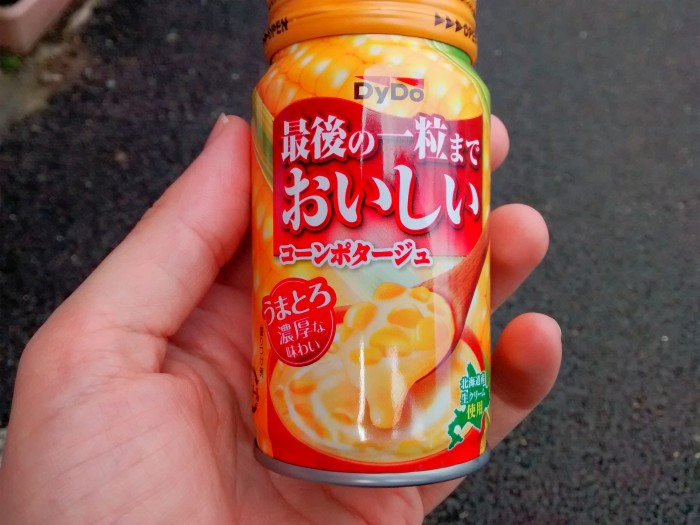 OPEN
OPEN
DyDo
最後の一粒まで
おいしい
コーンポタージュ
うまとろ
濃厚な
味わい
北海道産
生クリーム
使用